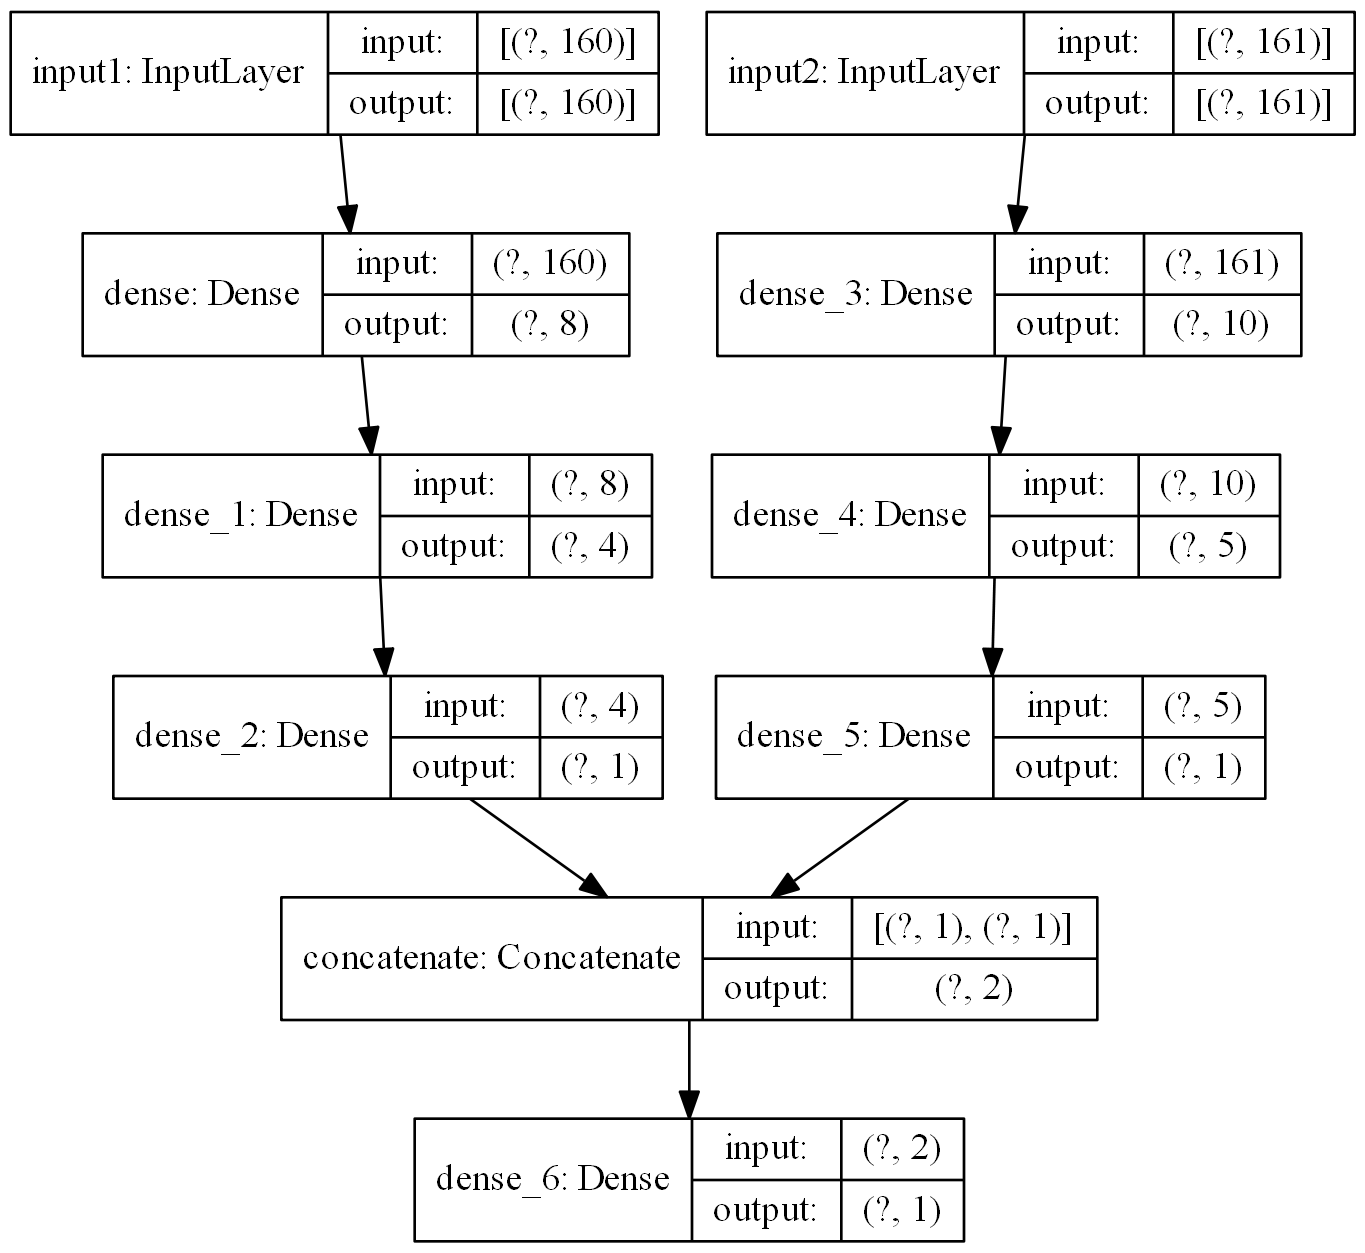 input1: InputLayer
input: [(?, 160)]
output: [(?, 160)]
input2: InputLayer
input: [(?, 161)]
output: [(?, 161)]
dense: Dense
input: (?, 160)
output: (?, 8)
dense_3: Dense
input: (?, 161)
output: (?, 10)
dense_1: Dense
input: (?, 8)
output: (?, 4)
dense_4: Dense
input: (?, 10)
output: (?, 5)
dense_2: Dense
input: (?, 4)
output: (?, 1)
dense_5: Dense
input: (?, 5)
output: (?, 1)
concatenate: Concatenate
input: [(?, 1), (?, 1)]
output: (?, 2)
dense_6: Dense
input: (?, 2)
output: (?, 1)